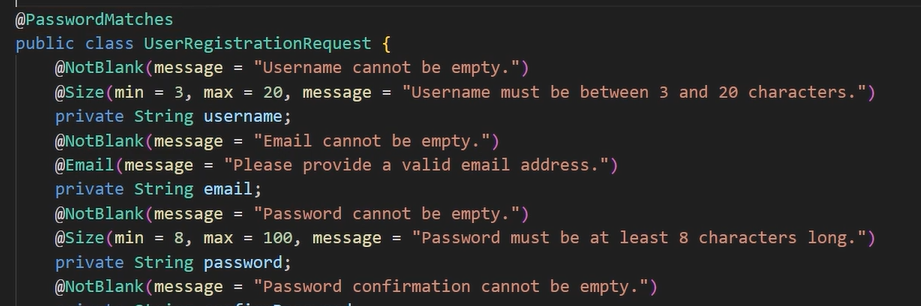 @PasswordMatches
public class UserRegistrationRequest {
    @NotBlank(message = "Username cannot be empty.")
    @Size(min = 3, max = 20, message = "Username must be between 3 and 20 characters.")
    private String username;
    @NotBlank(message = "Email cannot be empty.")
    @Email(message = "Please provide a valid email address.")
    private String email;
    @NotBlank(message = "Password cannot be empty.")
    @Size(min = 8, max = 100, message = "Password must be at least 8 characters long.")
    private String password;
    @NotBlank(message = "Password confirmation cannot be empty.")